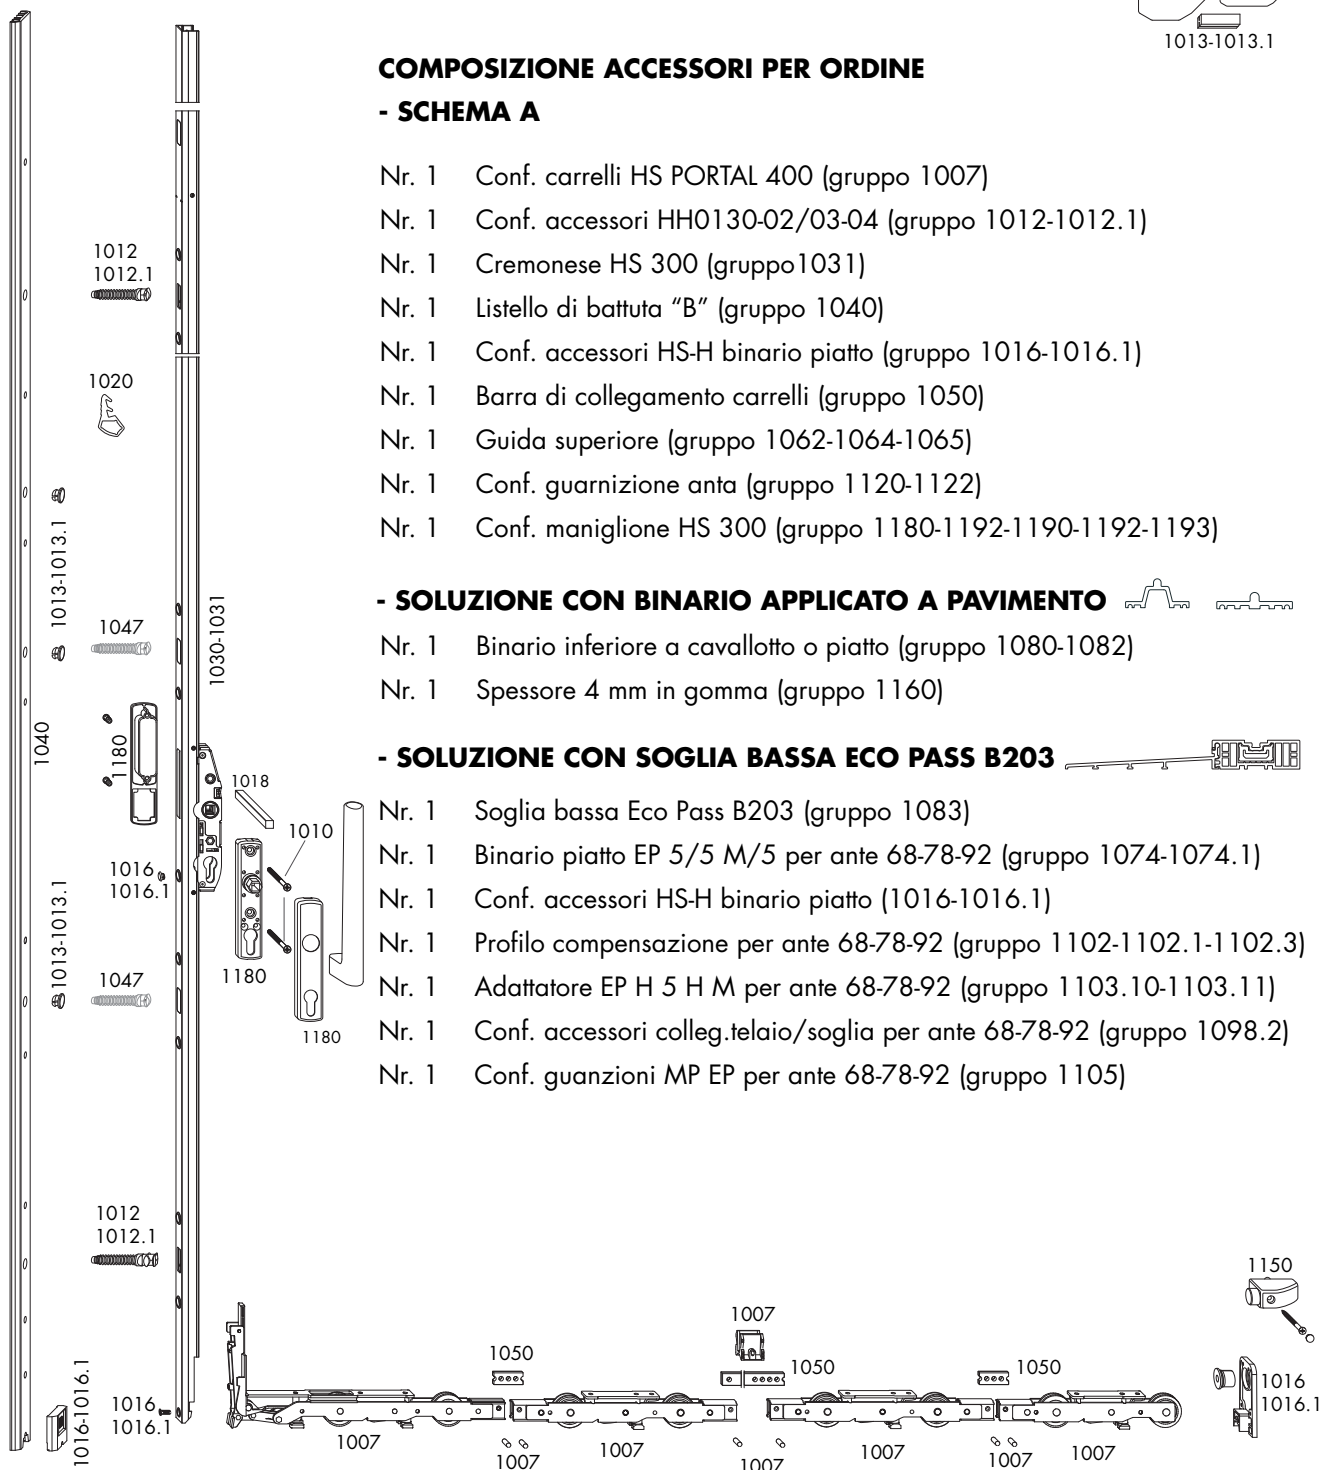 1013-1013.1
COMPOSIZIONE ACCESSORI PER ORDINE
- SCHEMA A
Nr. 1 Conf. carrelli HS PORTAL 400 (gruppo 1007)
Nr. 1 Conf. accessori HH0130-02/03-04 (gruppo 1012-1012.1)
Nr. 1 Cremonese HS 300 (gruppo1031)
Nr. 1 Listello di battuta “B” (gruppo 1040)
Nr. 1 Conf. accessori HS-H binario piatto (gruppo 1016-1016.1)
Nr. 1 Barra di collegamento carrelli (gruppo 1050)
Nr. 1 Guida superiore (gruppo 1062-1064-1065)
Nr. 1 Conf. guarnizione anta (gruppo 1120-1122)
Nr. 1 Conf. maniglione HS 300 (gruppo 1180-1192-1190-1192-1193)
- SOLUZIONE CON BINARIO APPLICATO A PAVIMENTO
Nr. 1 Binario inferiore a cavallotto o piatto (gruppo 1080-1082)
Nr. 1 Spessore 4 mm in gomma (gruppo 1160)
- SOLUZIONE CON SOGLIA BASSA ECO PASS B203
Nr. 1 Soglia bassa Eco Pass B203 (gruppo 1083)
Nr. 1 Binario piatto EP 5/5 M/5 per ante 68-78-92 (gruppo 1074-1074.1)
Nr. 1 Conf. accessori HS-H binario piatto (1016-1016.1)
Nr. 1 Profilo compensazione per ante 68-78-92 (gruppo 1102-1102.1-1102.3)
Nr. 1 Adattatore EP H 5 H M per ante 68-78-92 (gruppo 1103.10-1103.11)
Nr. 1 Conf. accessori colleg.telaio/soglia per ante 68-78-92 (gruppo 1098.2)
Nr. 1 Conf. guanzioni MP EP per ante 68-78-92 (gruppo 1105)
1012
1012.1
1020
1013-1013.1
1047
1030-1031
1040
1180
1018
1010
1016
1016.1
1013-1013.1
1047
1180
1180
1012
1012.1
1150
1007
1050
1050
1050
1016
1016.1
1016-1016.1
1016
1016.1
1007
1007
1007
1007
1007
1007
1007